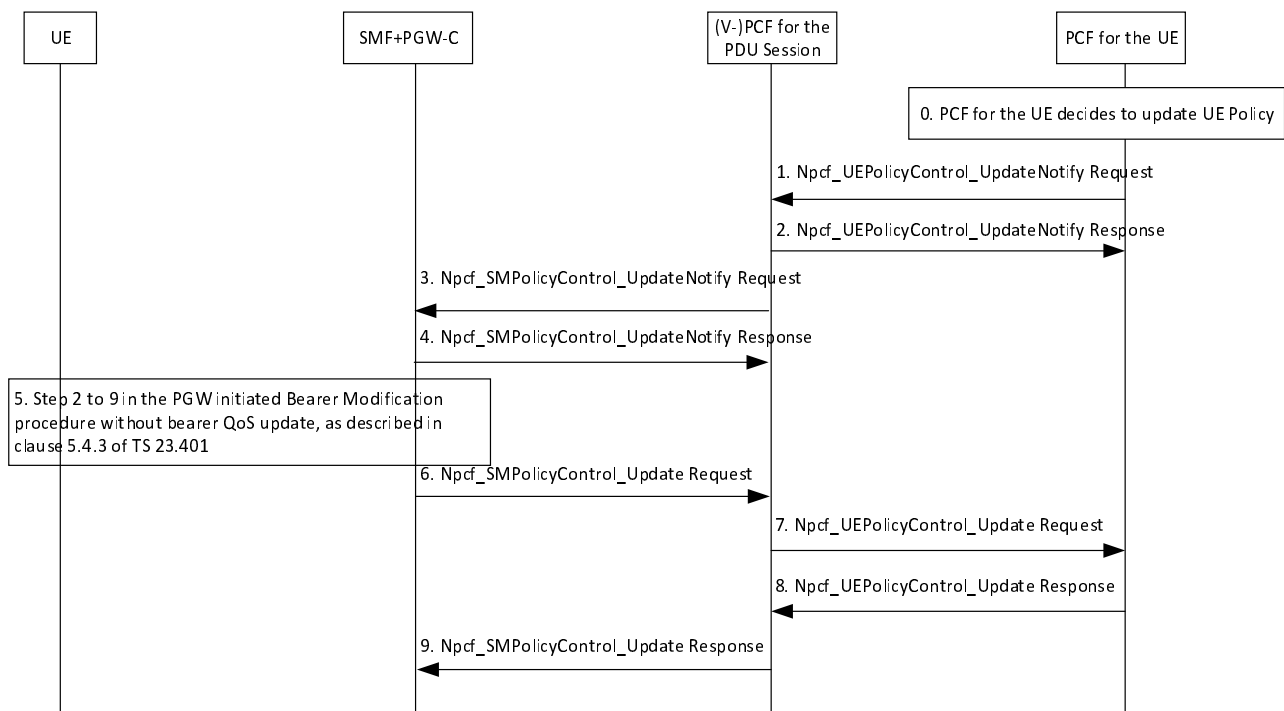 UE
SMF+PGW-C
(V-)PCF for the
PDU Session
PCF for the UE
0. PCF for the UE decides to update UE Policy
1. Npcf_UEPolicyControl_UpdateNotify Request
2. Npcf_UEPolicyControl_UpdateNotify Response
3. Npcf_SMPolicyControl_UpdateNotify Request
4. Npcf_SMPolicyControl_UpdateNotify Response
5. Step 2 to 9 in the PGW initiated Bearer Modification
procedure without bearer QoS update, as described in
clause 5.4.3 of TS 23.401
6. Npcf_SMPolicyControl_Update Request
7. Npcf_UEPolicyControl_Update Request
8. Npcf_UEPolicyControl_Update Response
9. Npcf_SMPolicyControl_Update Response